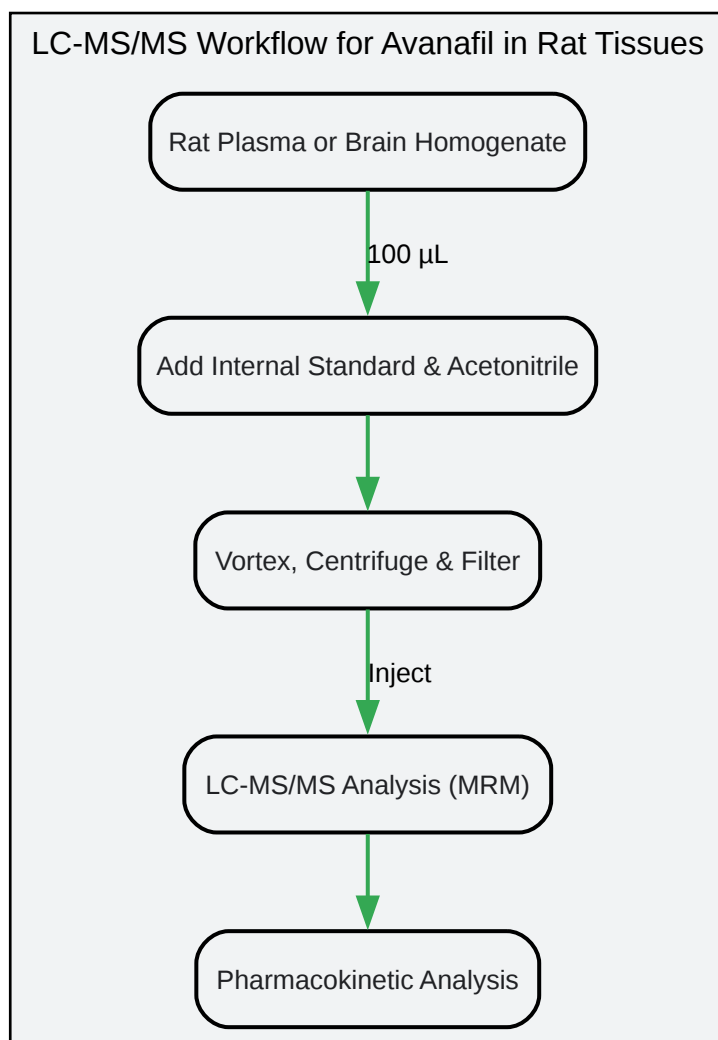 LC-MS/MS Workflow for Avanafil in Rat Tissues
Rat Plasma or Brain Homogenate
100 µL
Add Internal Standard & Acetonitrile
Vortex, Centrifuge & Filter
Inject
LC-MS/MS Analysis (MRM)
Pharmacokinetic Analysis